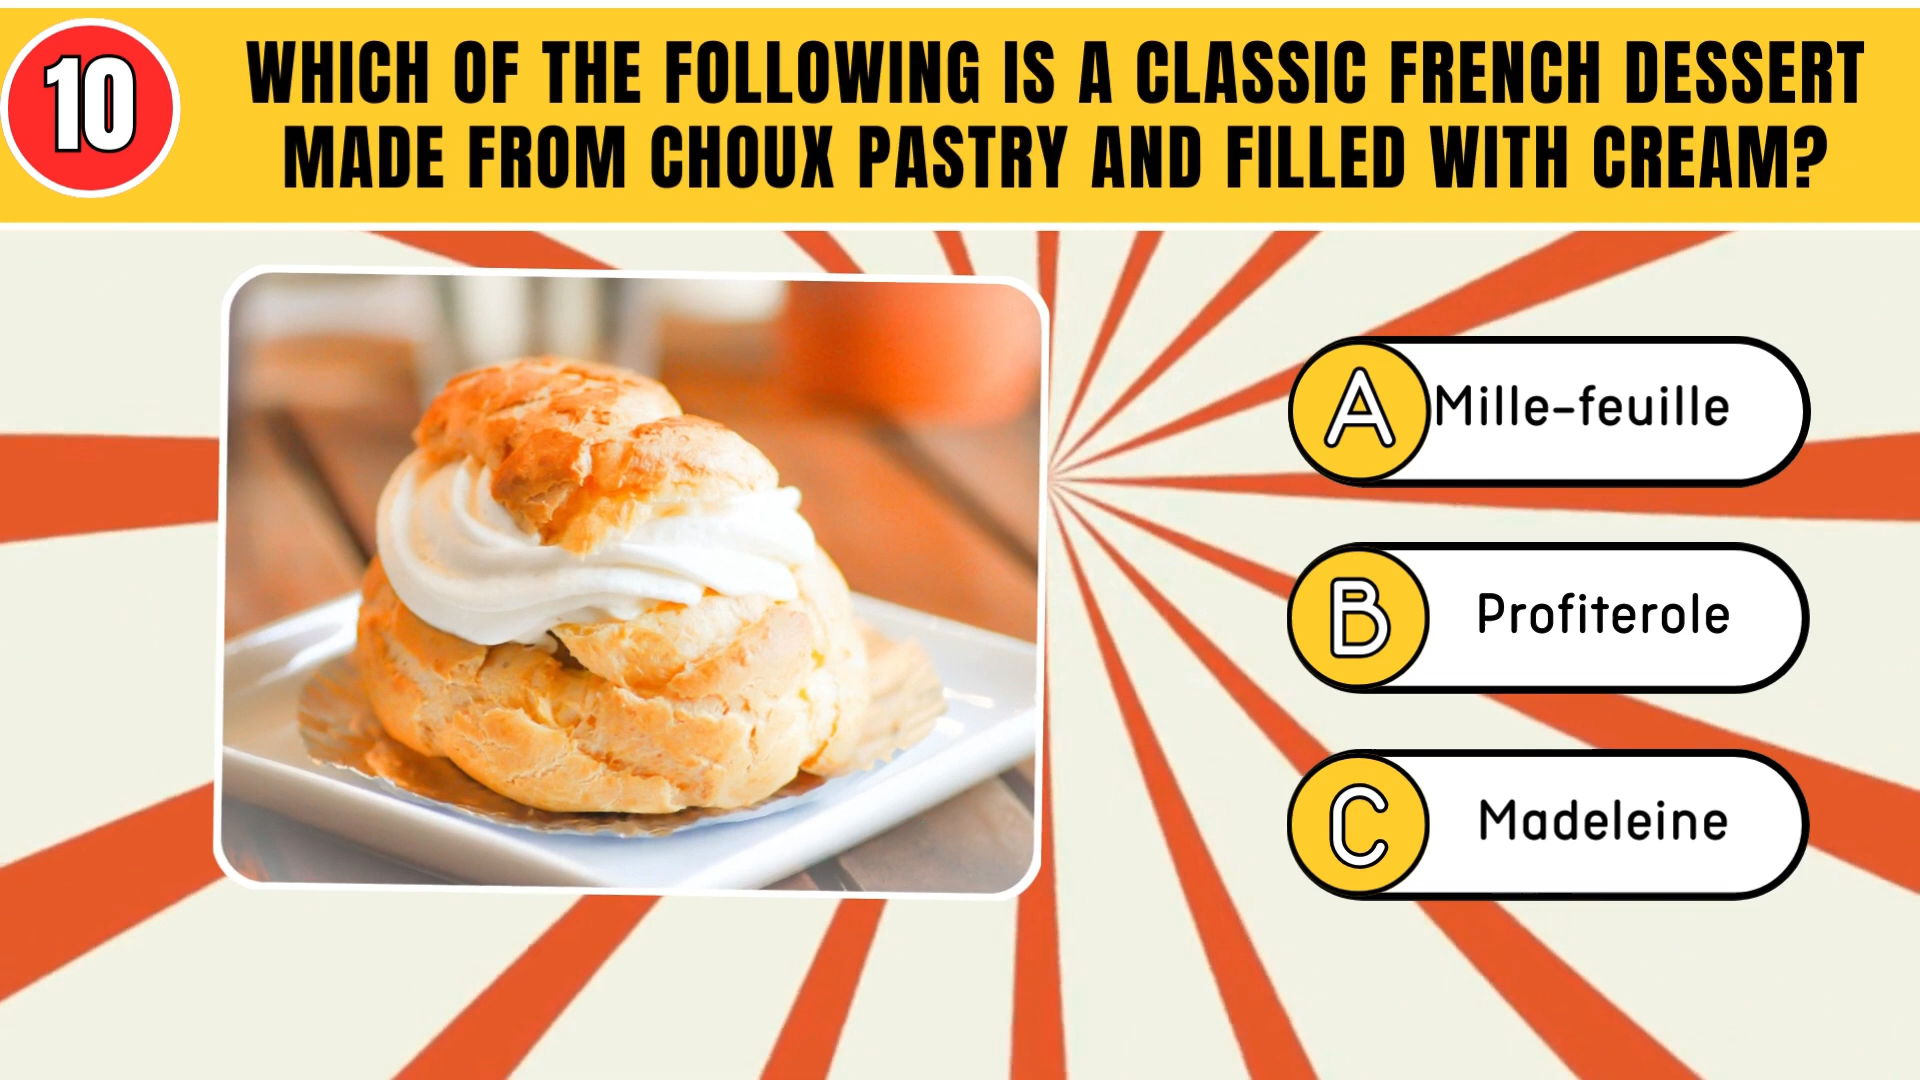 10
WHICH OF THE FOLLOWING IS A CLASSIC FRENCH DESSERT
MADE FROM CHOUX PASTRY AND FILLED WITH CREAM?
A Mille-feuille
B Profiterole
C Madeleine